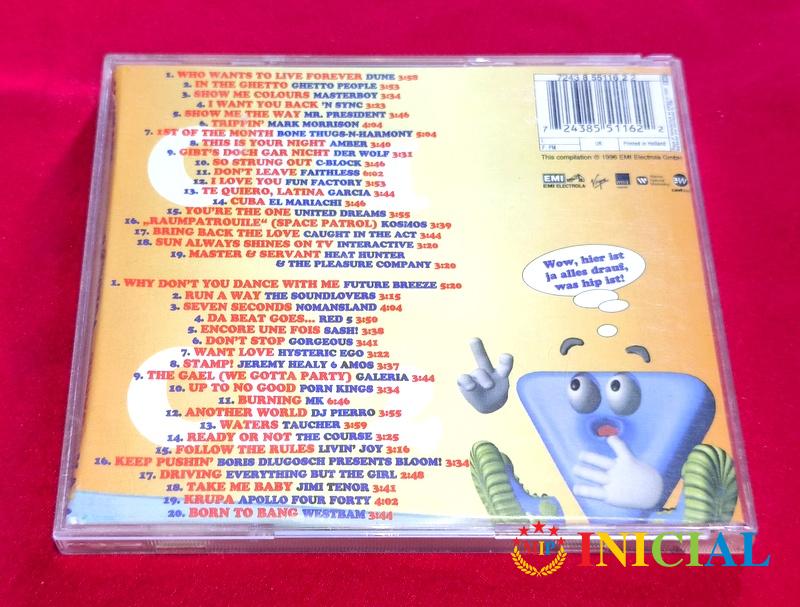 1. WHO WANTS TO LIVE FOREVER DUNE 3:58
2. IN THE GHETTO GHETTO PEOPLE 3:53
3. SHOW ME COLOURS MASTERBOY 3:34
4. I WANT YOU BACK 'N SYNC 3:23
5. SHOW ME THE WAY MR. PRESIDENT 3:46
6. TRIPPIN' MARK MORRISON 4:04
7. 1ST OF THE MONTH BONE THUGS-N-HARMONY 5:04
8. THIS IS YOUR NIGHT AMBER 3:40
9. GIBT'S DOCH GAR NICHT DER WOLF 3:31
10. SO STRUNG OUT C-BLOCK 3:46
11. DON'T LEAVE FAITHLESS 6:02
12. I LOVE YOU FUN FACTORY 3:53
13. TE QUIERO, LATINA GARCIA 3:44
14. CUBA EL MARIACHI 3:46
15. YOU'RE THE ONE UNITED DREAMS 3:55
16. „RAUMPATROUILE“ (SPACE PATROL) KOSMOS 3:39
17. BRING BACK THE LOVE CAUGHT IN THE ACT 3:44
18. SUN ALWAYS SHINES ON TV INTERACTIVE 3:20
19. MASTER & SERVANT HEAT HUNTER
& THE PLEASURE COMPANY 3:20
1. WHY DON'T YOU DANCE WITH ME FUTURE BREEZE 5:20
2. RUN A WAY THE SOUNDLOVERS 3:15
3. SEVEN SECONDS NOMANSLAND 4:04
4. DA BEAT GOES... RED 5 3:50
5. ENCORE UNE FOIS SASH! 3:38
6. DON'T STOP GORGEOUS 3:41
7. WANT LOVE HYSTERIC EGO 3:22
8. STAMP! JEREMY HEALY 6 AMOS 3:37
9. THE GAEL (WE GOTTA PARTY) GALERIA 3:44
10. UP TO NO GOOD PORN KINGS 3:34
11. BURNING MK 6:46
12. ANOTHER WORLD DJ PIERRO 3:55
13. WATERS TAUCHER 3:59
14. READY OR NOT THE COURSE 3:25
15. FOLLOW THE RULES LIVIN' JOY 3:16
16. KEEP PUSHIN' BORIS DLUGOSCH PRESENTS BLOOM! 3:34
17. DRIVING EVERYTHING BUT THE GIRL 2:48
18. TAKE ME BABY JIMI TENOR 3:41
19. KRUPA APOLLO FOUR FORTY 4:02
20. BORN TO BANG WESTBAM 3:44
7243 8 55116 2 2
7 24385 51162 2
F: PM UK Printed in Holland
This compilation ℗ 1996 EMI Electrola GmbH
EMI
EMI ELECTROLA
Virgin
Wow, hier ist
ja alles drauf,
was hip ist!
VIP INICIAL